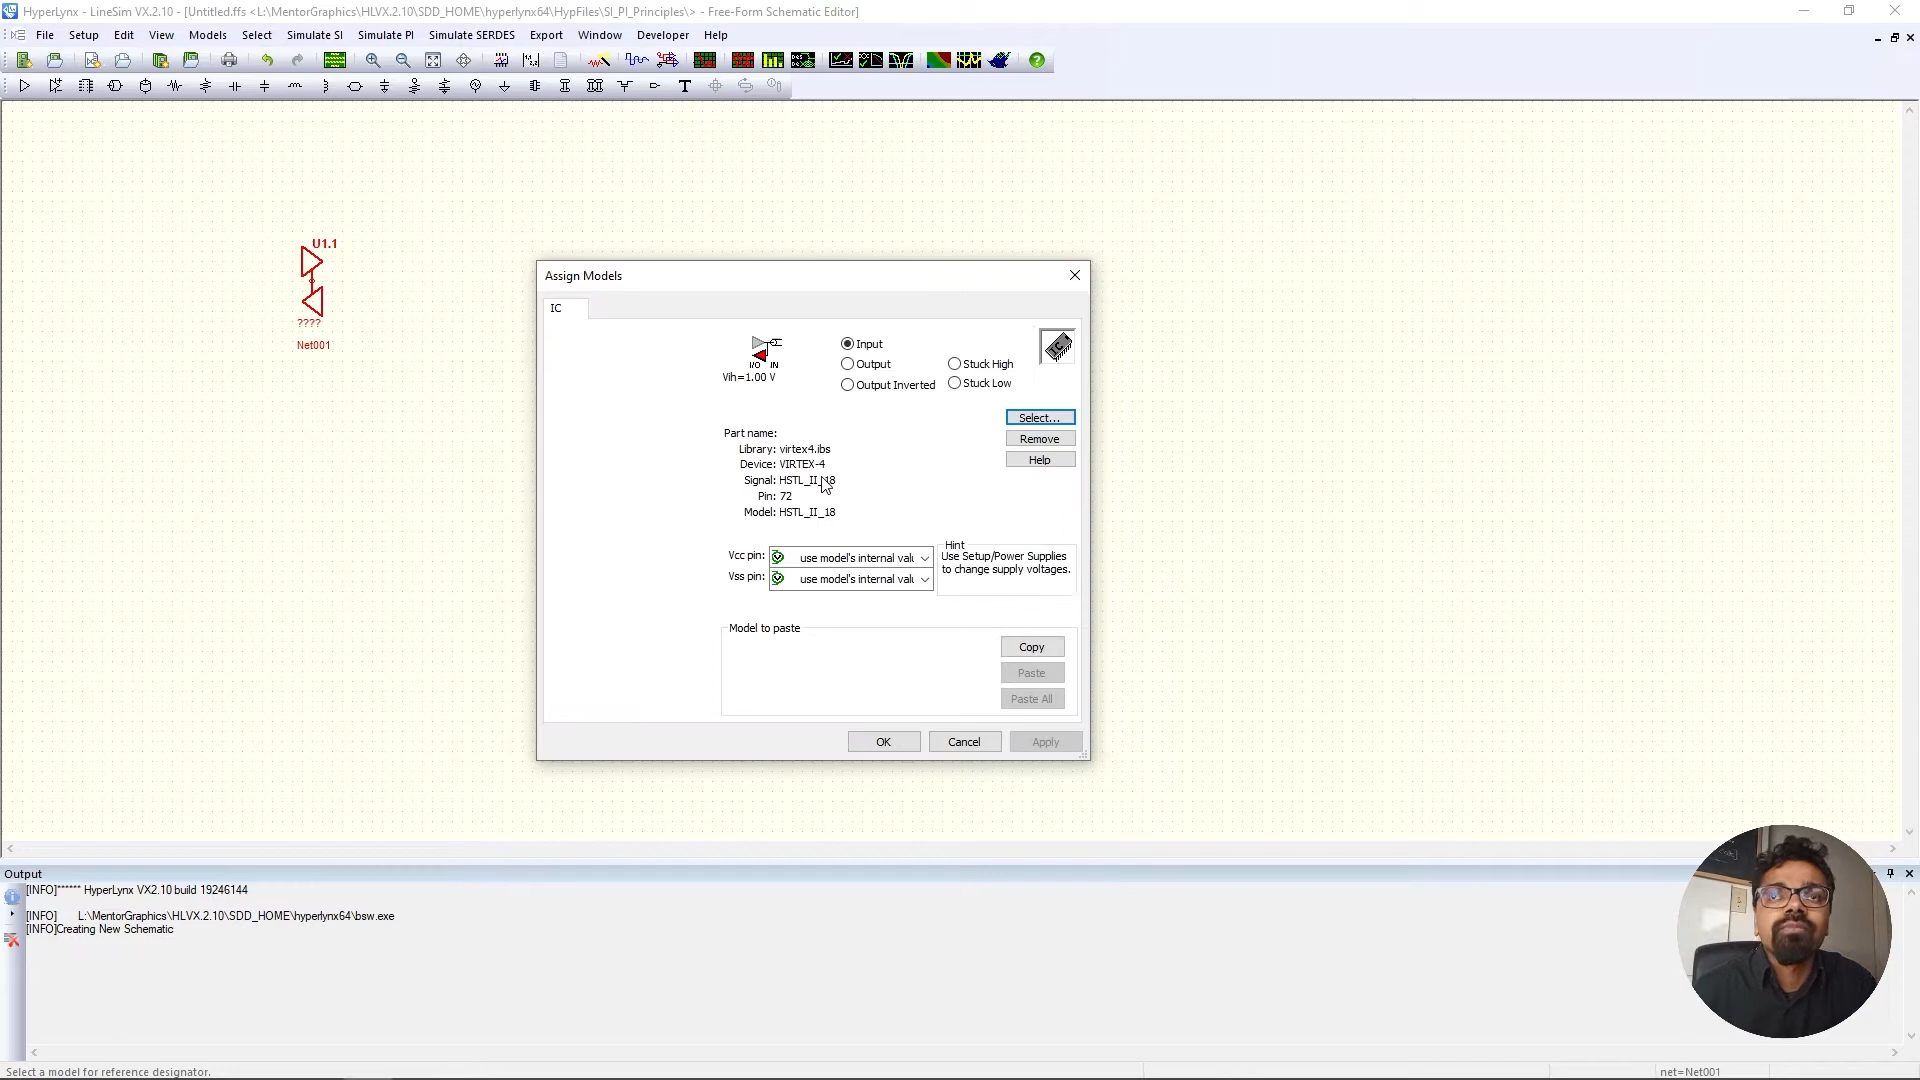 HyperLynx - LineSim VX.2.10 - [Untitled.ffs <L:\MentorGraphics\HLVX.2.10\SDD_HOME\hyperlynx64\HypFiles\SI_PI_Principles\> - Free-Form Schematic Editor]
File Setup Edit View Models Select Simulate SI Simulate PI Simulate SERDES Export Window Developer Help
U1.1
????
Net001
Assign Models
IC
Input
Output
Stuck High
Output Inverted
Stuck Low
I/O IN
Vih=1.00 V
Select...
Remove
Help
Part name:
Library: virtex4.ibs
Device: VIRTEX-4
Signal: HSTL_II_18
Pin: 72
Model: HSTL_II_18
Vcc pin: use model's internal valu
Vss pin: use model's internal valu
Hint
Use Setup/Power Supplies
to change supply voltages.
Model to paste
Copy
Paste
Paste All
OK Cancel Apply
Output
[INFO]****** HyperLynx VX2.10 build 19246144
[INFO] L:\MentorGraphics\HLVX.2.10\SDD_HOME\hyperlynx64\bsw.exe
[INFO]Creating New Schematic
Select a model for reference designator.
net=Net001